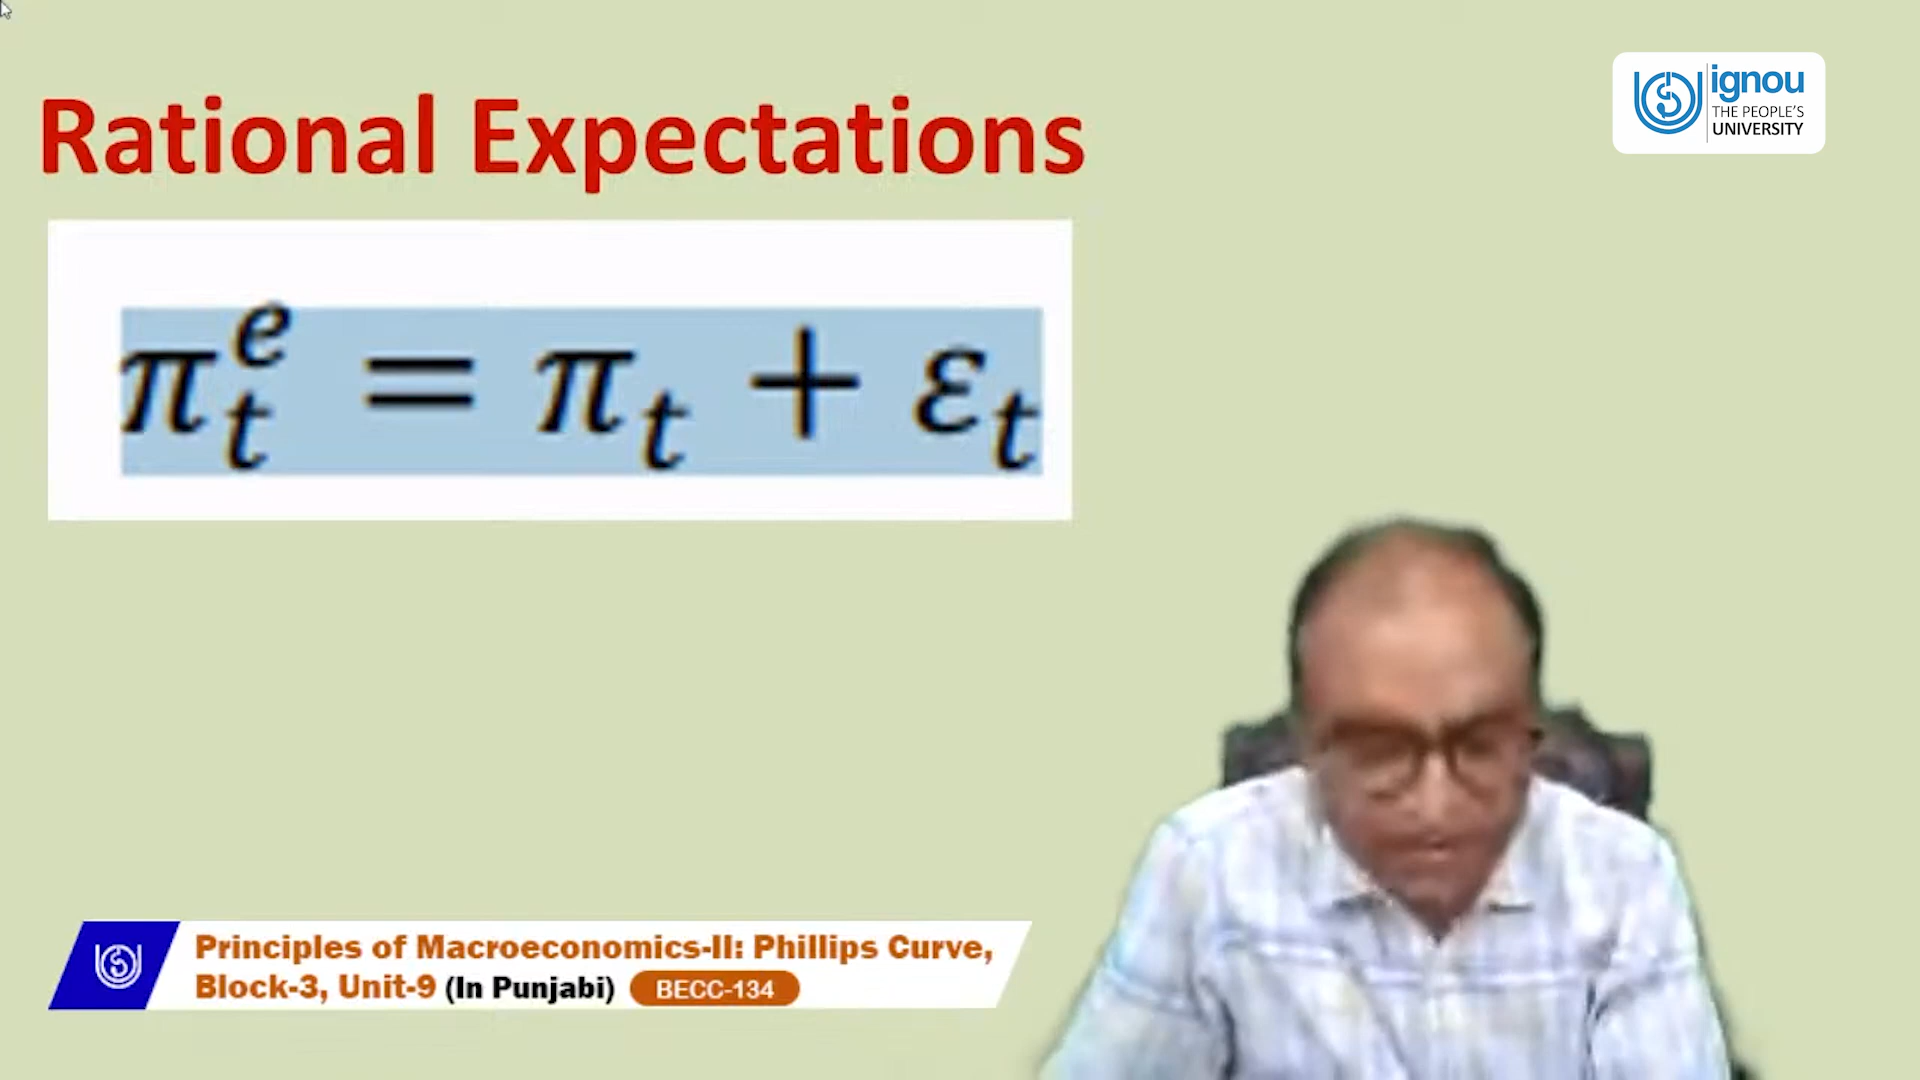 Rational Expectations
ignou
THE PEOPLE'S
UNIVERSITY
π_t^e = π_t + ε_t
Principles of Macroeconomics-II: Phillips Curve,
Block-3, Unit-9 (In Punjabi) BECC-134